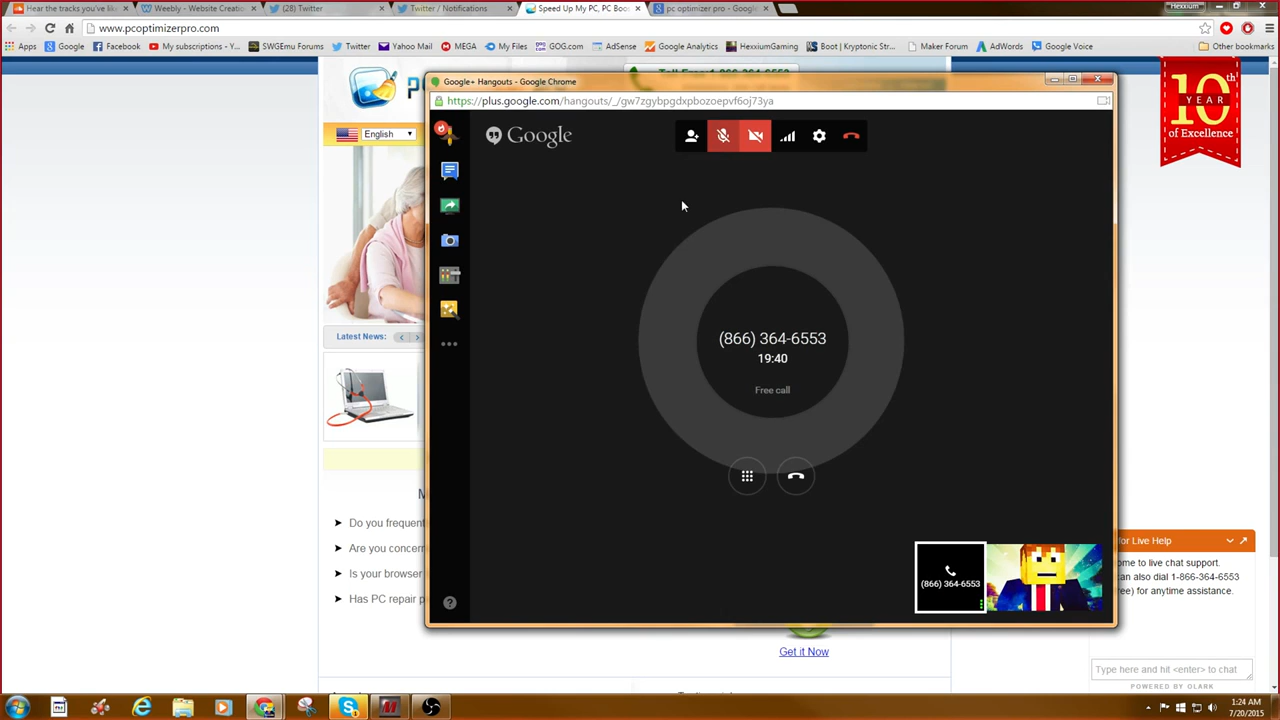 Hear the tracks you've lik
Weebly - Website Creatio
(28) Twitter
Twitter / Notifications
Speed Up My PC, PC Boo
pc optimizer pro - Google
Hexxium
www.pcoptimizerpro.com
Apps
Google
Facebook
My subscriptions - Y...
SWGEmu Forums
Twitter
Yahoo Mail
MEGA
My Files
GOG.com
AdSense
Google Analytics
HexxiumGaming
Boot | Kryptonic Str...
Maker Forum
AdWords
Google Voice
Other bookmarks
Google+ Hangouts - Google Chrome
https://plus.google.com/hangouts/_/gw7zgybpgdxpbozoepvf6oj73ya
10th
YEAR
of Excellence
English
Google
Latest News:
(866) 364-6553
19:40
Free call
Do you frequent
Are you concern
Is your browser
Has PC repair p
(866) 364-6553
for Live Help
ome to live chat support.
can also dial 1-866-364-6553
ree) for anytime assistance.
Get it Now
Type here and hit <enter> to chat
POWERED BY OLARK
1:24 AM
7/20/2015